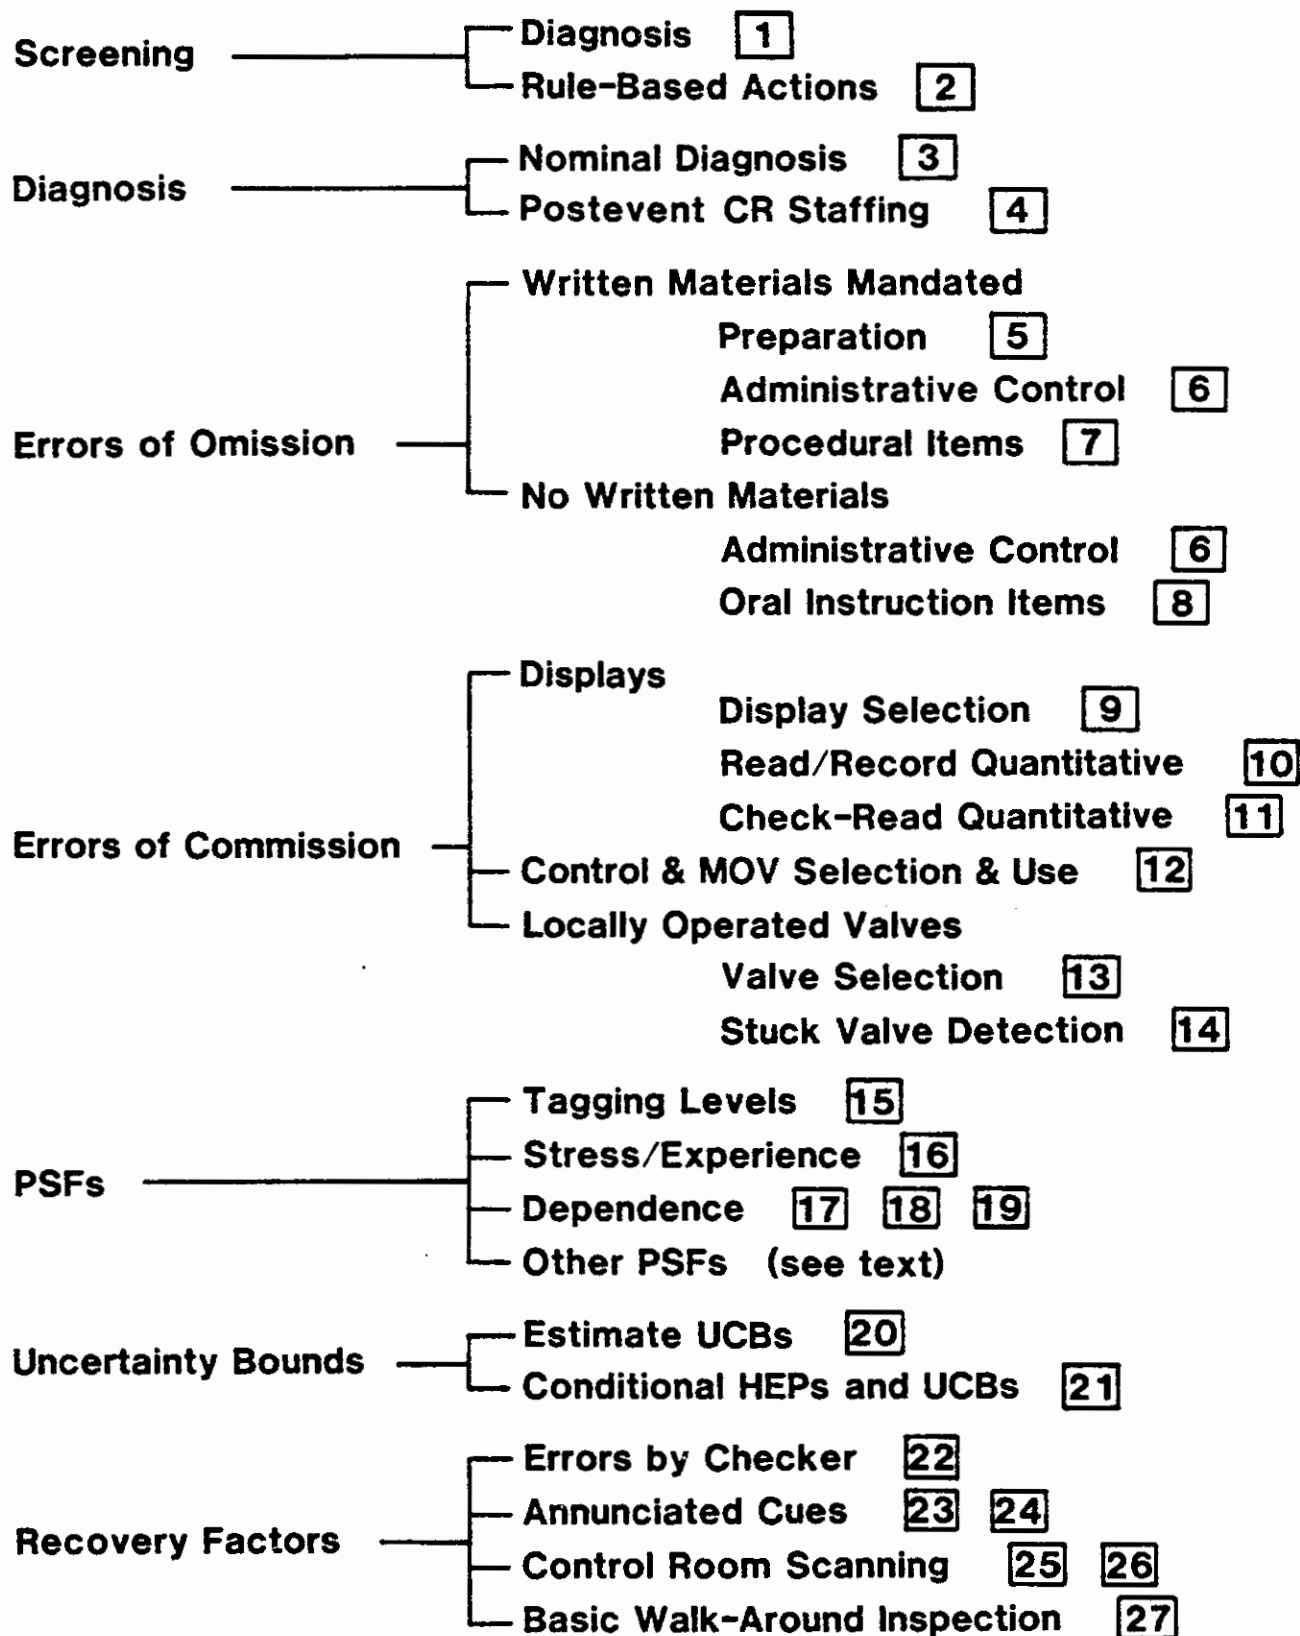 Screening
Diagnosis 1
Rule-Based Actions 2
Diagnosis
Nominal Diagnosis 3
Postevent CR Staffing 4
Errors of Omission
Written Materials Mandated
Preparation 5
Administrative Control 6
Procedural Items 7
No Written Materials
Administrative Control 6
Oral Instruction Items 8
Errors of Commission
Displays
Display Selection 9
Read/Record Quantitative 10
Check-Read Quantitative 11
Control & MOV Selection & Use 12
Locally Operated Valves
Valve Selection 13
Stuck Valve Detection 14
PSFs
Tagging Levels 15
Stress/Experience 16
Dependence 17 18 19
Other PSFs (see text)
Uncertainty Bounds
Estimate UCBs 20
Conditional HEPs and UCBs 21
Recovery Factors
Errors by Checker 22
Annunciated Cues 23 24
Control Room Scanning 25 26
Basic Walk-Around Inspection 27